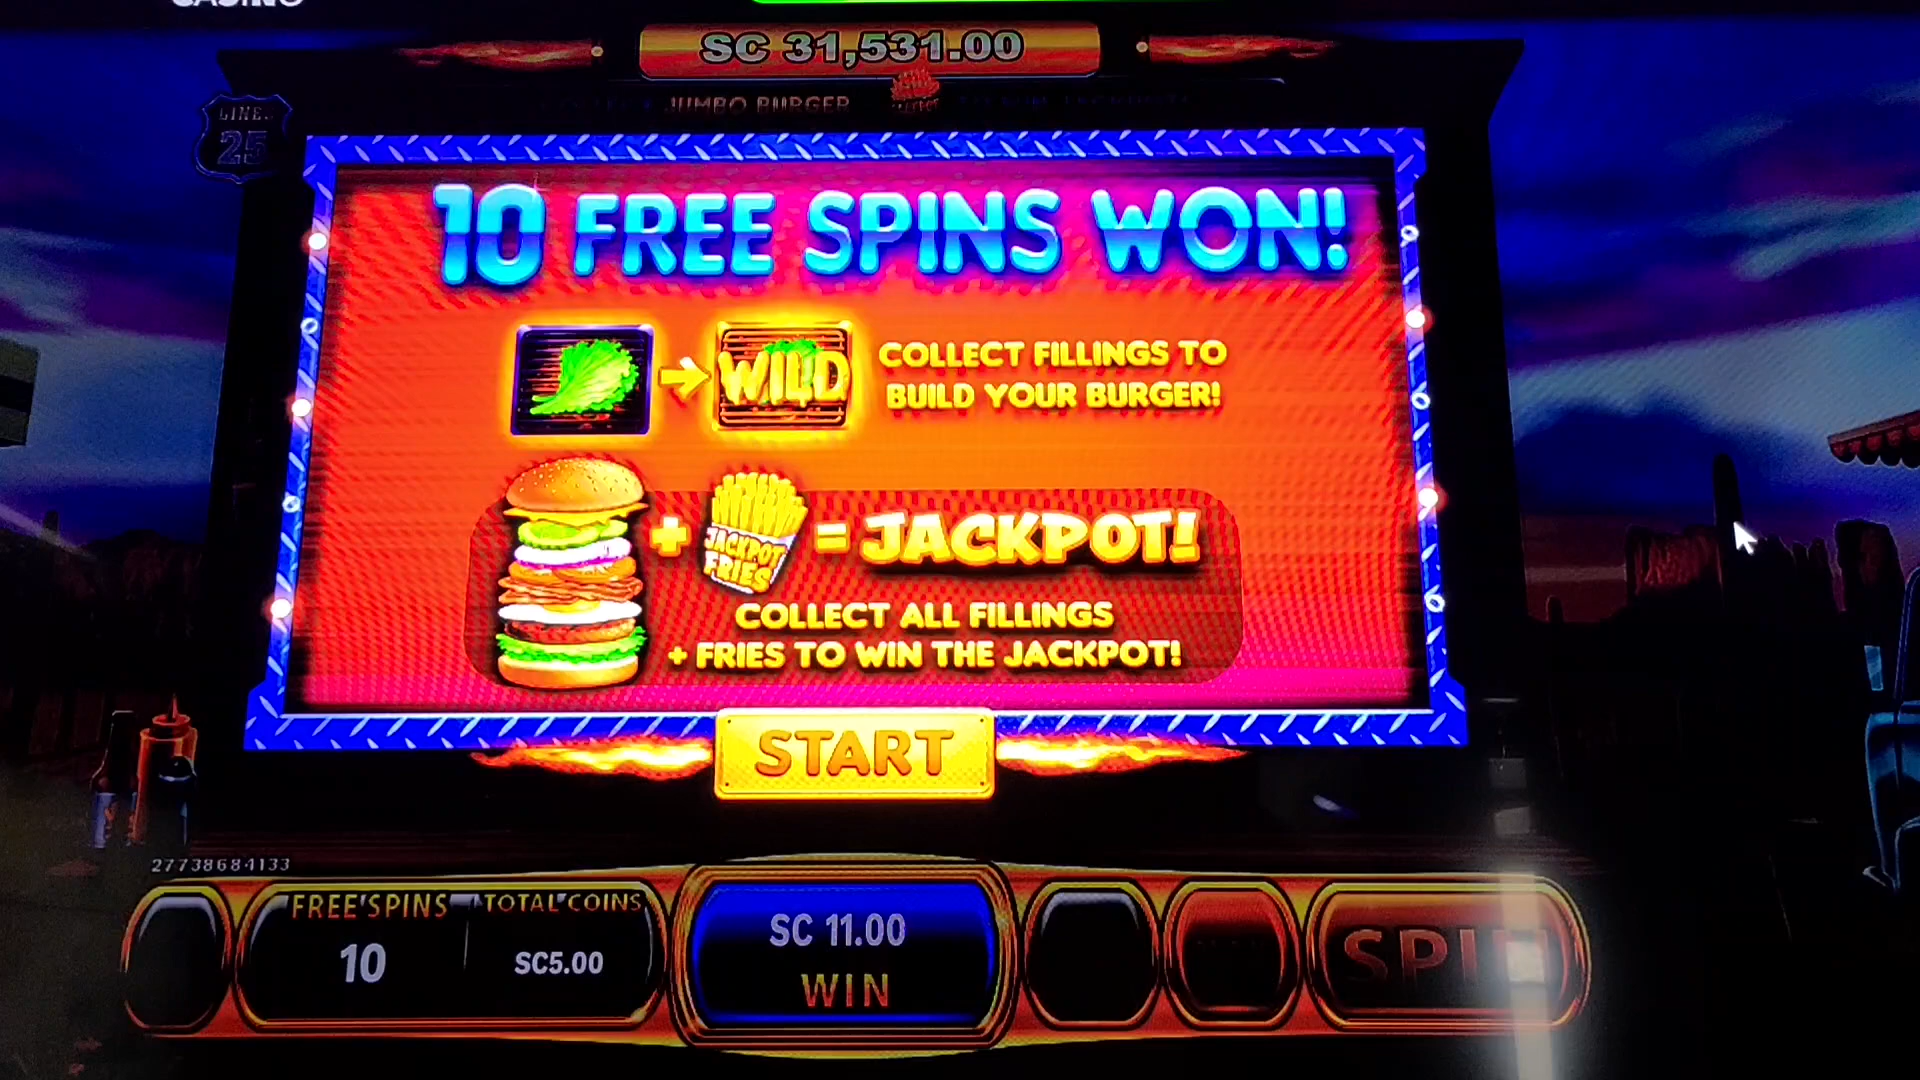 CASINO
SC 31,531.00
JUMBO BURGER
LINES
25
10 FREE SPINS WON!
WILD
COLLECT FILLINGS TO
BUILD YOUR BURGER!
+
JACKPOT
FRIES
= JACKPOT!
COLLECT ALL FILLINGS
+ FRIES TO WIN THE JACKPOT!
START
27738684133
FREE SPINS
TOTAL COINS
10
SC5.00
SC 11.00
WIN
SPIN